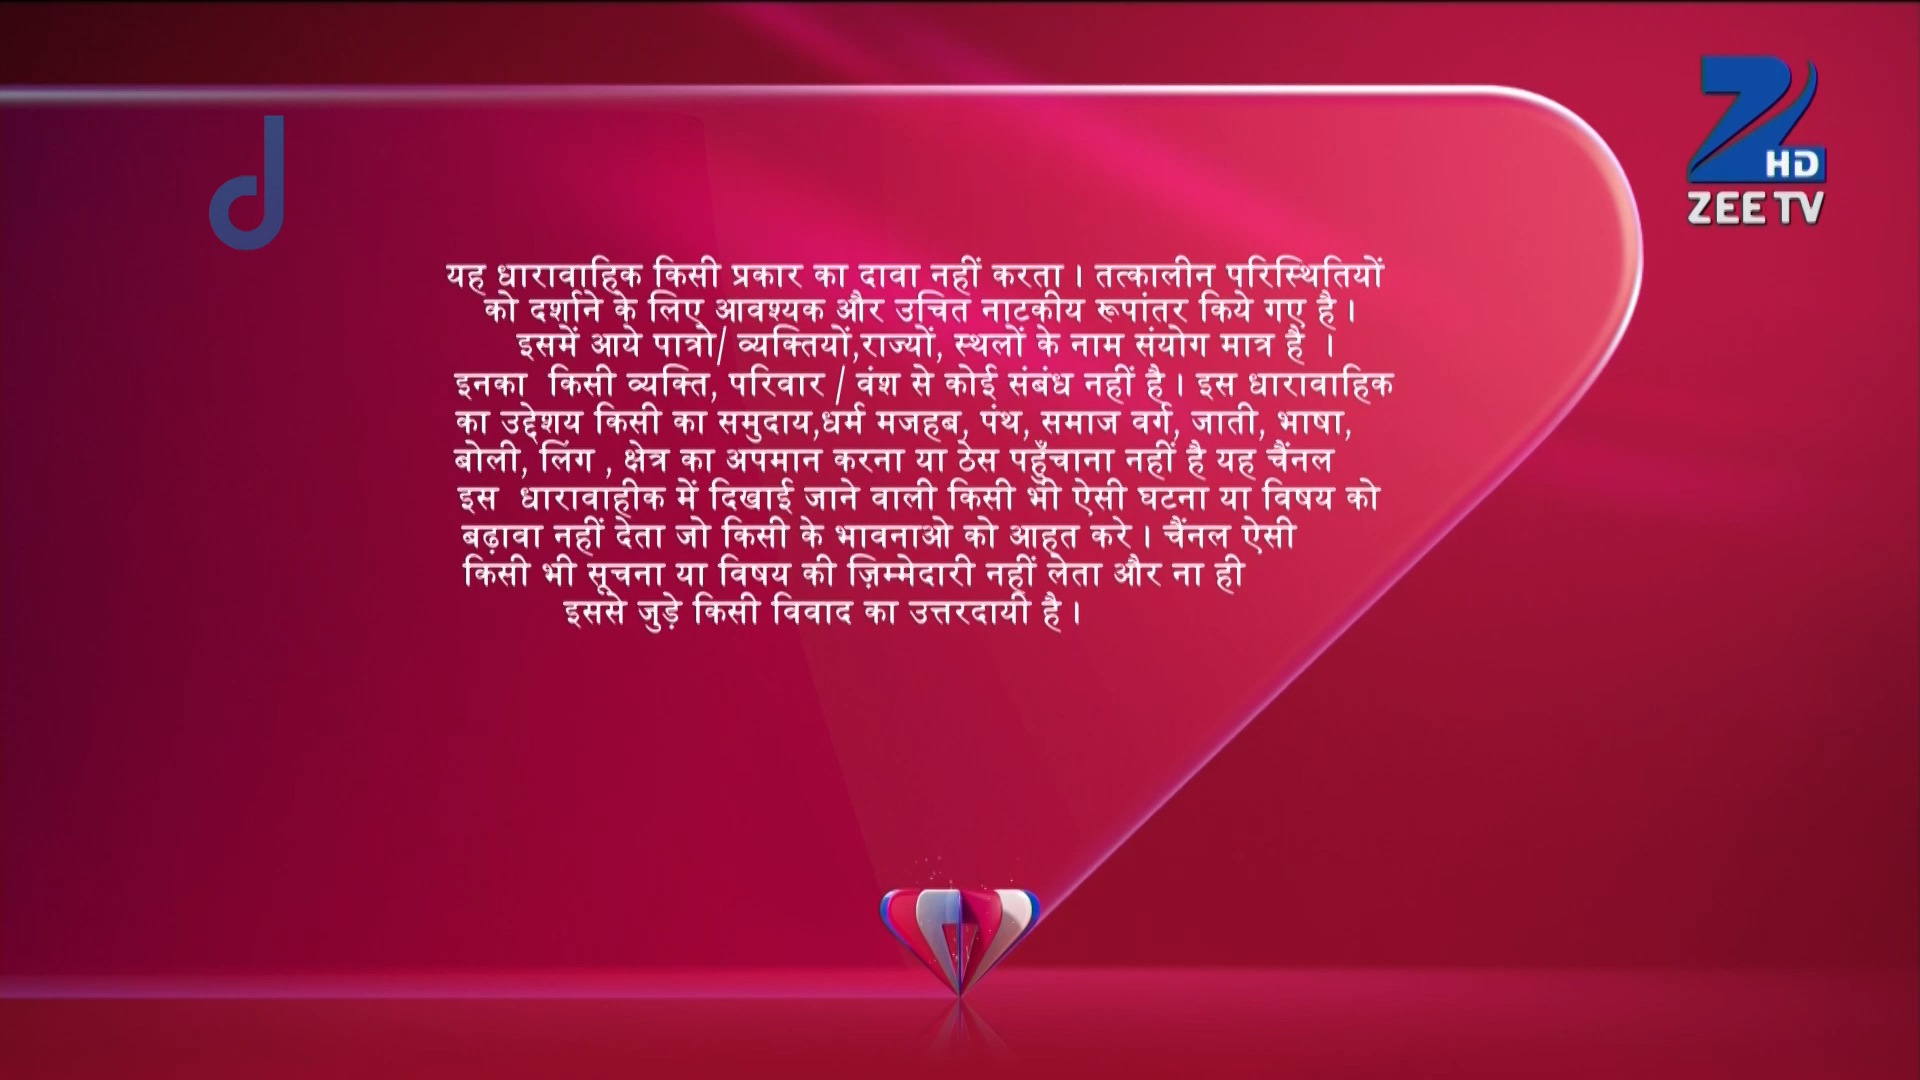 d
HD
ZEE TV
यह धारावाहिक किसी प्रकार का दावा नहीं करता । तत्कालीन परिस्थितियों
को दर्शाने के लिए आवश्यक और उचित नाटकीय रूपांतर किये गए है ।
इसमें आये पात्रो/ व्यक्तियों,राज्यों, स्थलों के नाम संयोग मात्र है ।
इनका किसी व्यक्ति, परिवार / वंश से कोई संबंध नहीं है । इस धारावाहिक
का उद्देशय किसी का समुदाय,धर्म मजहब, पंथ, समाज वर्ग, जाती, भाषा,
बोली, लिंग , क्षेत्र का अपमान करना या ठेस पहुँचाना नहीं है यह चैंनल
इस धारावाहीक में दिखाई जाने वाली किसी भी ऐसी घटना या विषय को
बढ़ावा नहीं देता जो किसी के भावनाओ को आहत करे । चैंनल ऐसी
किसी भी सूचना या विषय की ज़िम्मेदारी नहीं लेता और ना ही
इससे जुड़े किसी विवाद का उत्तरदायी है ।